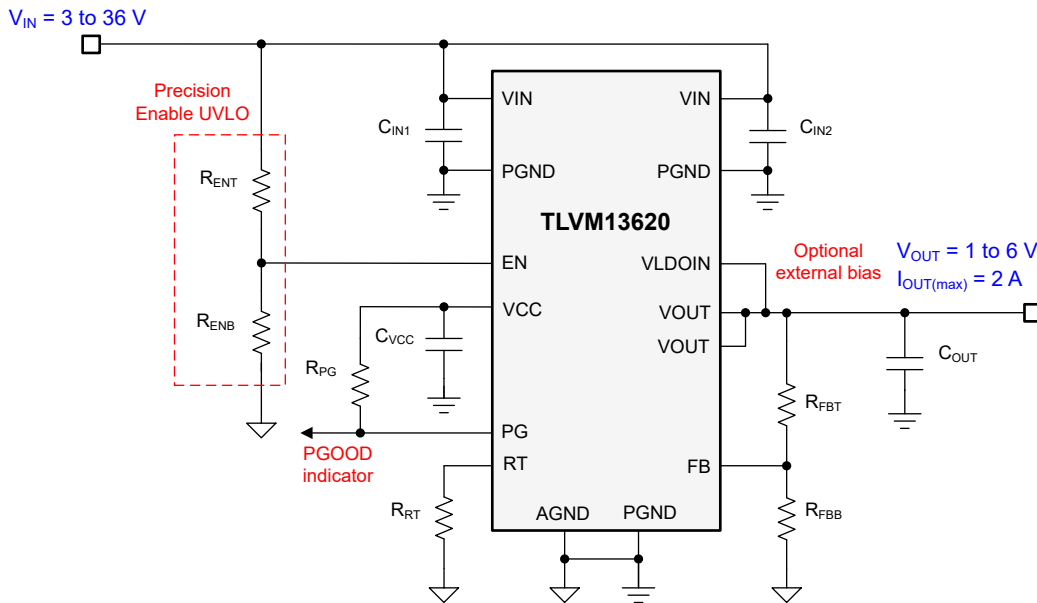 VIN = 3 to 36 V
Precision
Enable UVLO
RENT
RENB
CIN1
CIN2
VIN
PGND
VIN
PGND
TLVM13620
EN
VCC
PG
RT
AGND
PGND
VLDOIN
VOUT
VOUT
FB
CVCC
RPG
PGOOD
indicator
RRT
Optional
external bias
VOUT = 1 to 6 V
IOUT(max) = 2 A
COUT
RFBT
RFBB